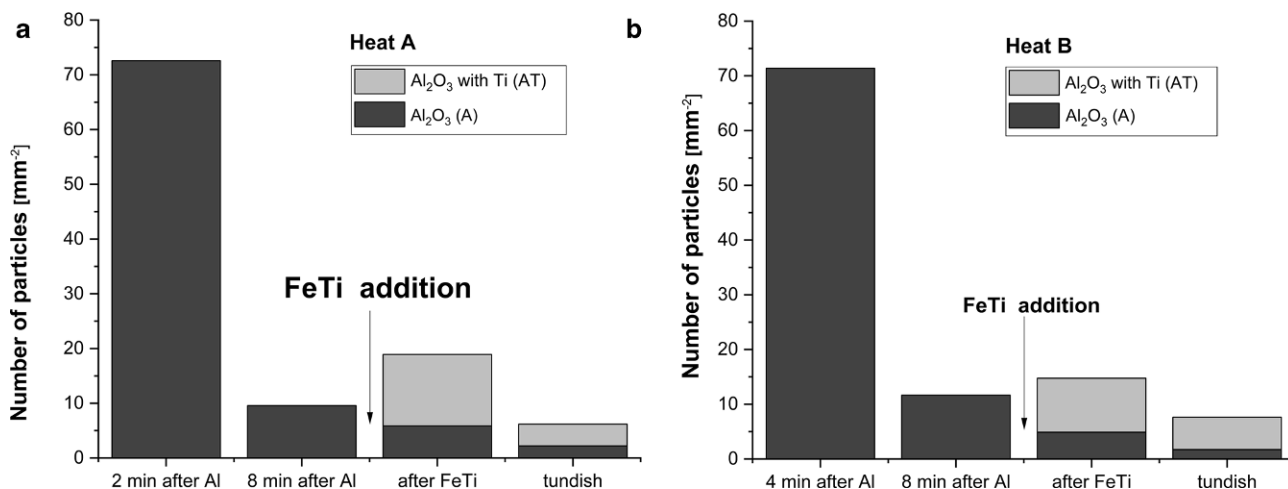 a
Number of particles [mm⁻²]
80
70
60
50
40
30
20
10
0
Heat A
Al₂O₃ with Ti (AT)
Al₂O₃ (A)
FeTi addition
2 min after Al
8 min after Al
after FeTi
tundish
b
Number of particles [mm⁻²]
80
70
60
50
40
30
20
10
0
Heat B
Al₂O₃ with Ti (AT)
Al₂O₃ (A)
FeTi addition
4 min after Al
8 min after Al
after FeTi
tundish